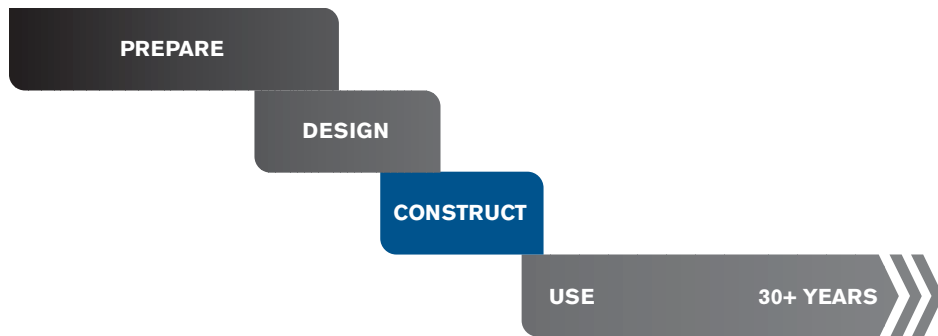 PREPARE
DESIGN
CONSTRUCT
USE 30+ YEARS